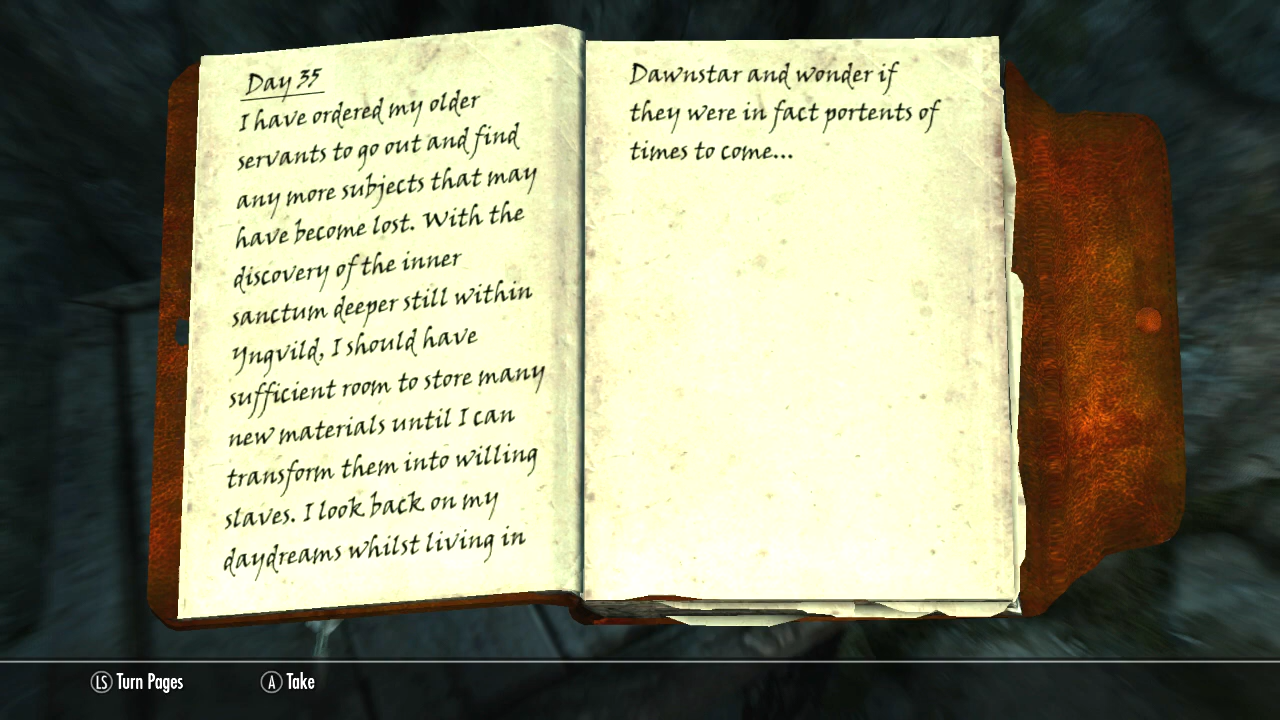 Day 35
I have ordered my older
servants to go out and find
any more subjects that may
have become lost. With the
discovery of the inner
sanctum deeper still within
Yngvild, I should have
sufficient room to store many
new materials until I can
transform them into willing
slaves. I look back on my
daydreams whilst living in
Dawnstar and wonder if
they were in fact portents of
times to come...
LS Turn Pages
A Take